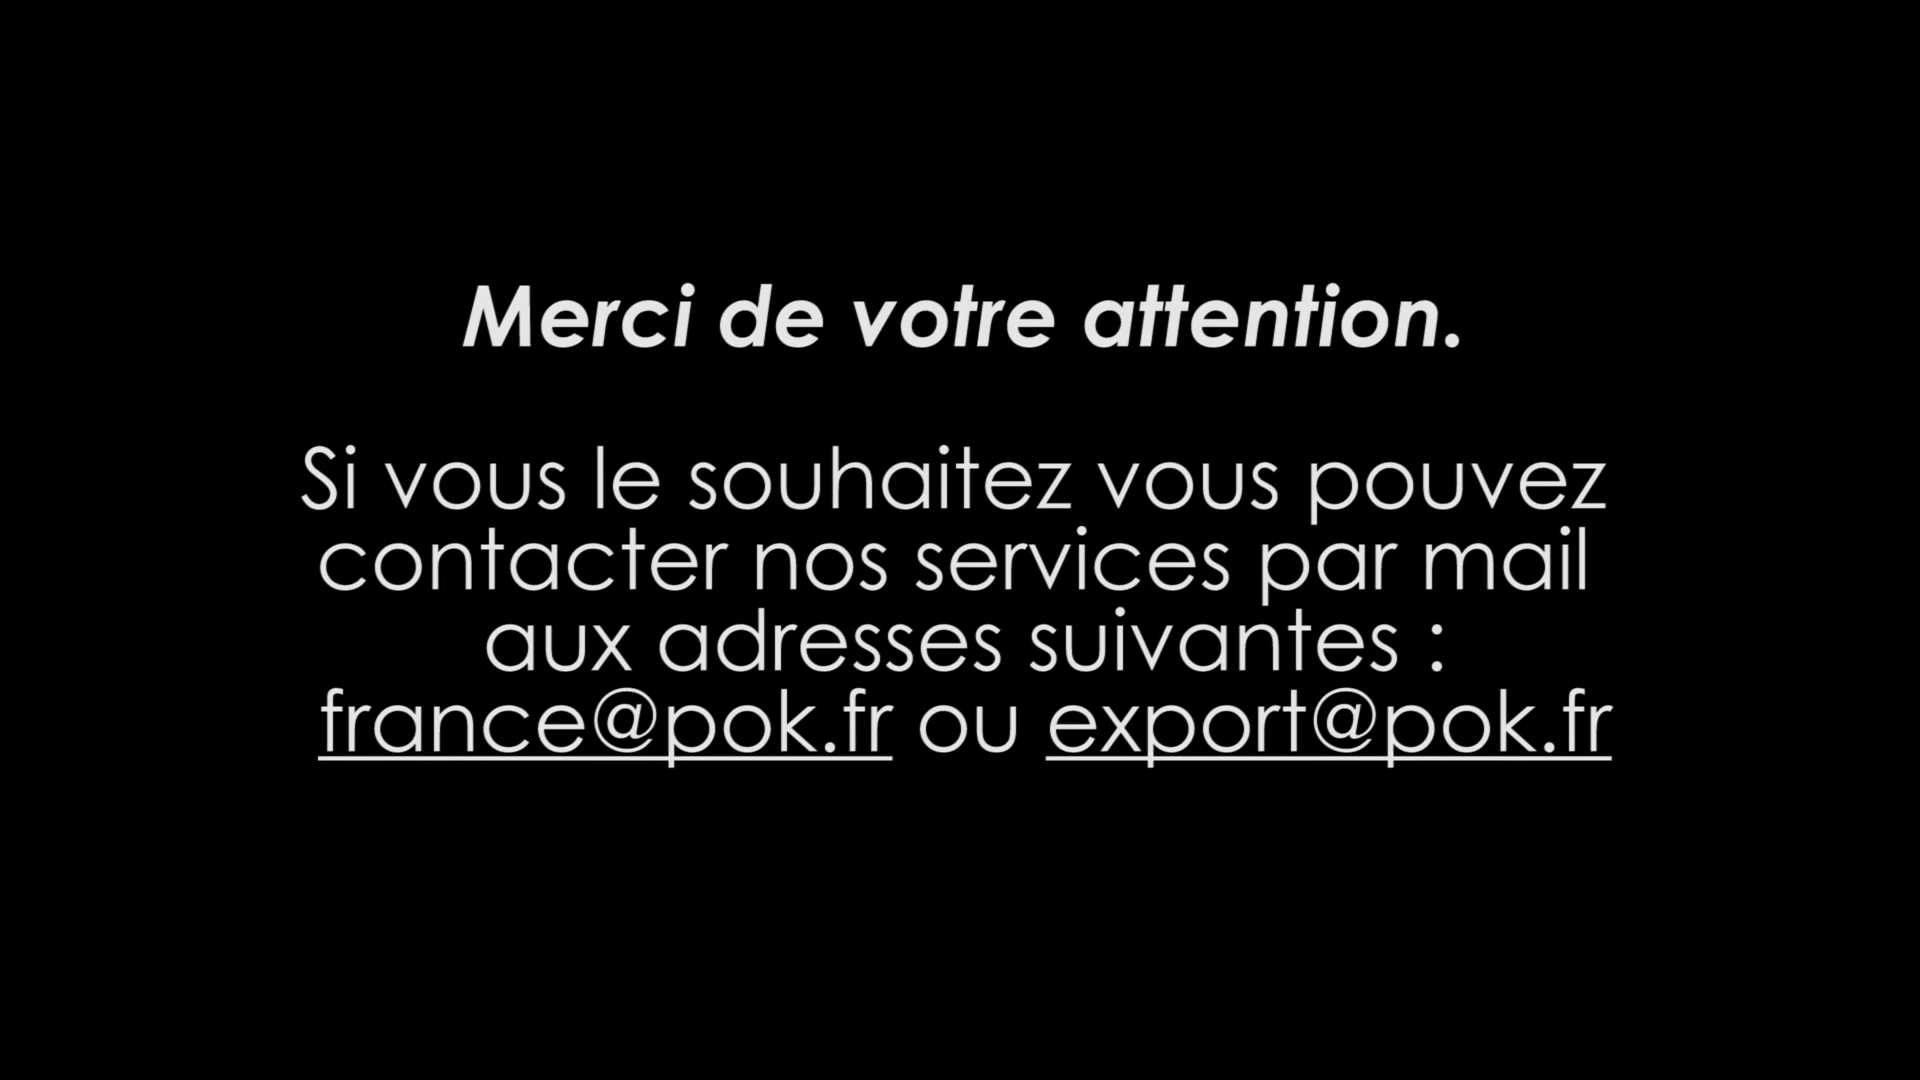 Merci de votre attention.
Si vous le souhaitez vous pouvez
contacter nos services par mail
aux adresses suivantes :
france@pok.fr ou export@pok.fr